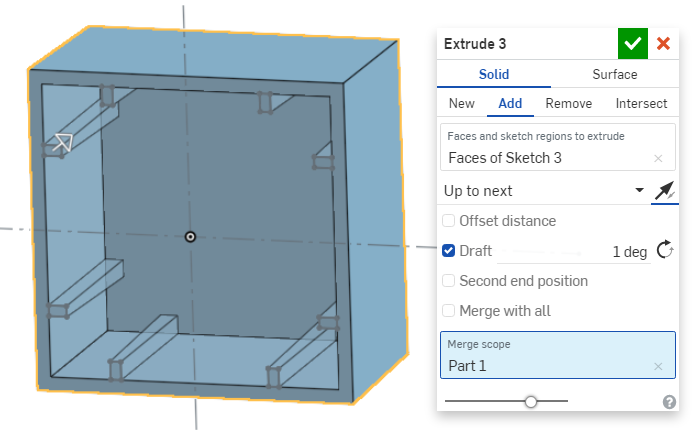 Extrude 3
Solid Surface
New Add Remove Intersect
Faces and sketch regions to extrude
Faces of Sketch 3
Up to next
Offset distance
Draft 1 deg
Second end position
Merge with all
Merge scope
Part 1